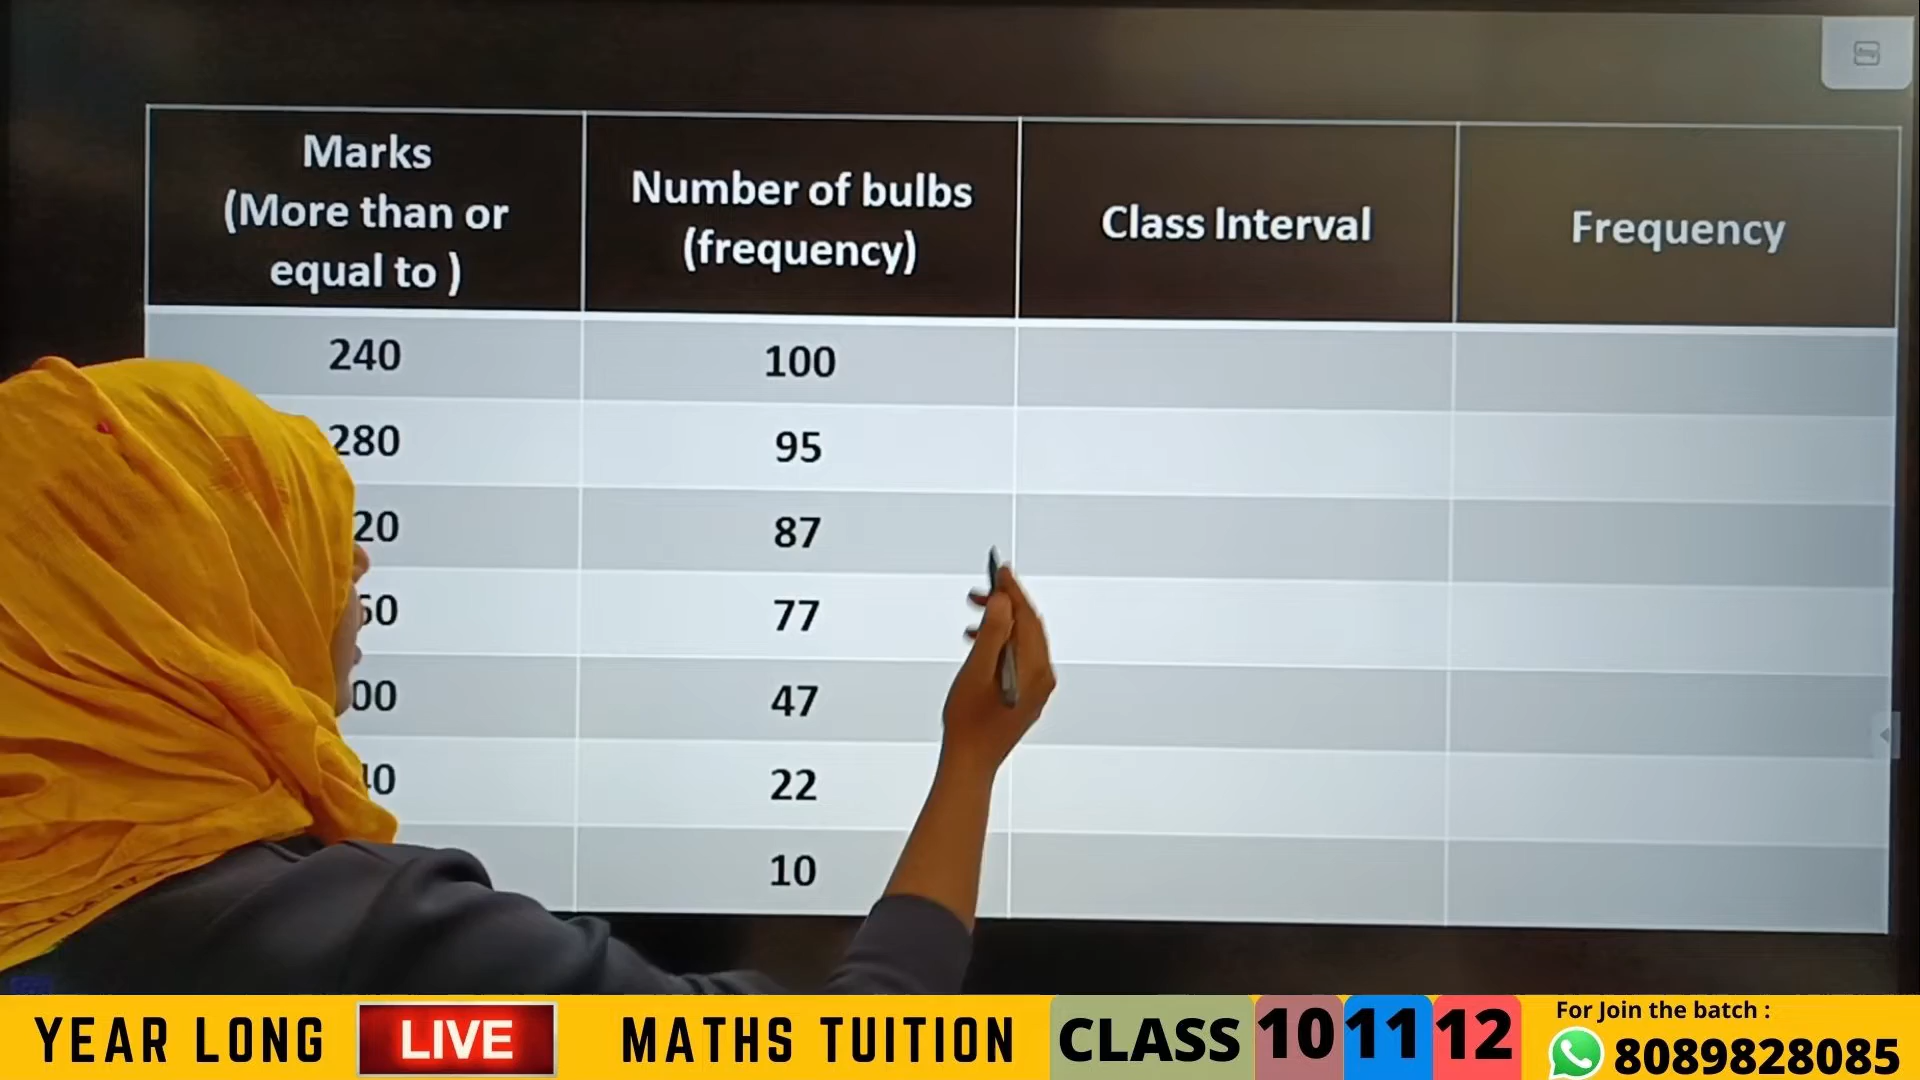 Marks
(More than or
equal to )
Number of bulbs
(frequency)
Class Interval
Frequency
240 100
280 95
20 87
60 77
00 47
40 22
10
YEAR LONG LIVE MATHS TUITION CLASS 10 11 12
For Join the batch :
8089828085